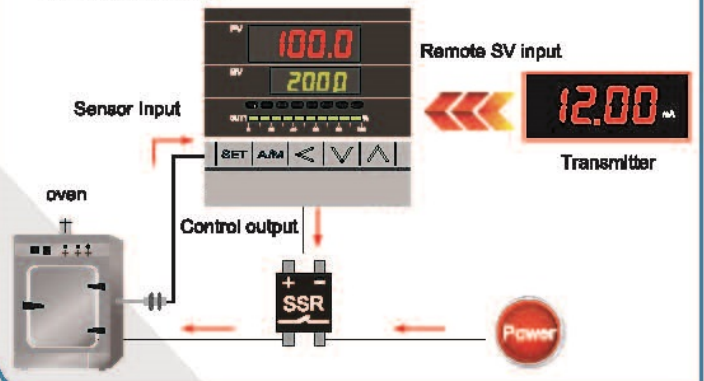 PV
100.0
Remote SV input
SV
200.0
12.00 mA
Sensor Input
OUT1
%
SET A/M < V Λ
Transmitter
oven
Control output
+ -
SSR
Power